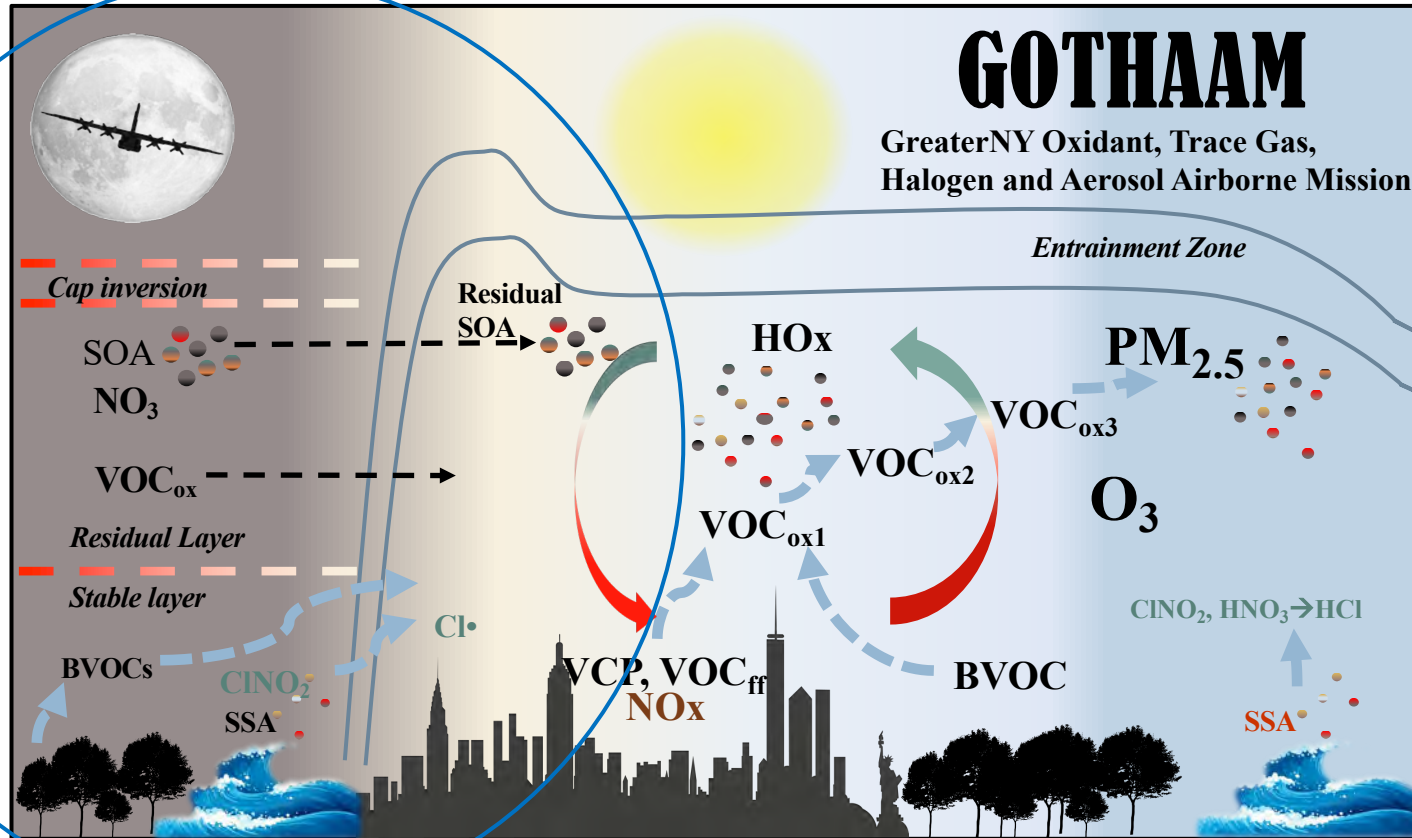 GOTHAAM
GreaterNY Oxidant, Trace Gas,
Halogen and Aerosol Airborne Mission
Entrainment Zone
Cap inversion
Residual
SOA
SOA
NO₃
HOx
PM₂.₅
VOCox3
VOCox2
VOCox
O₃
VOCox1
Residual Layer
Stable layer
Cl•
ClNO₂, HNO₃→HCl
BVOCs
ClNO₂
SSA
VCP, VOCff
NOx
BVOC
SSA